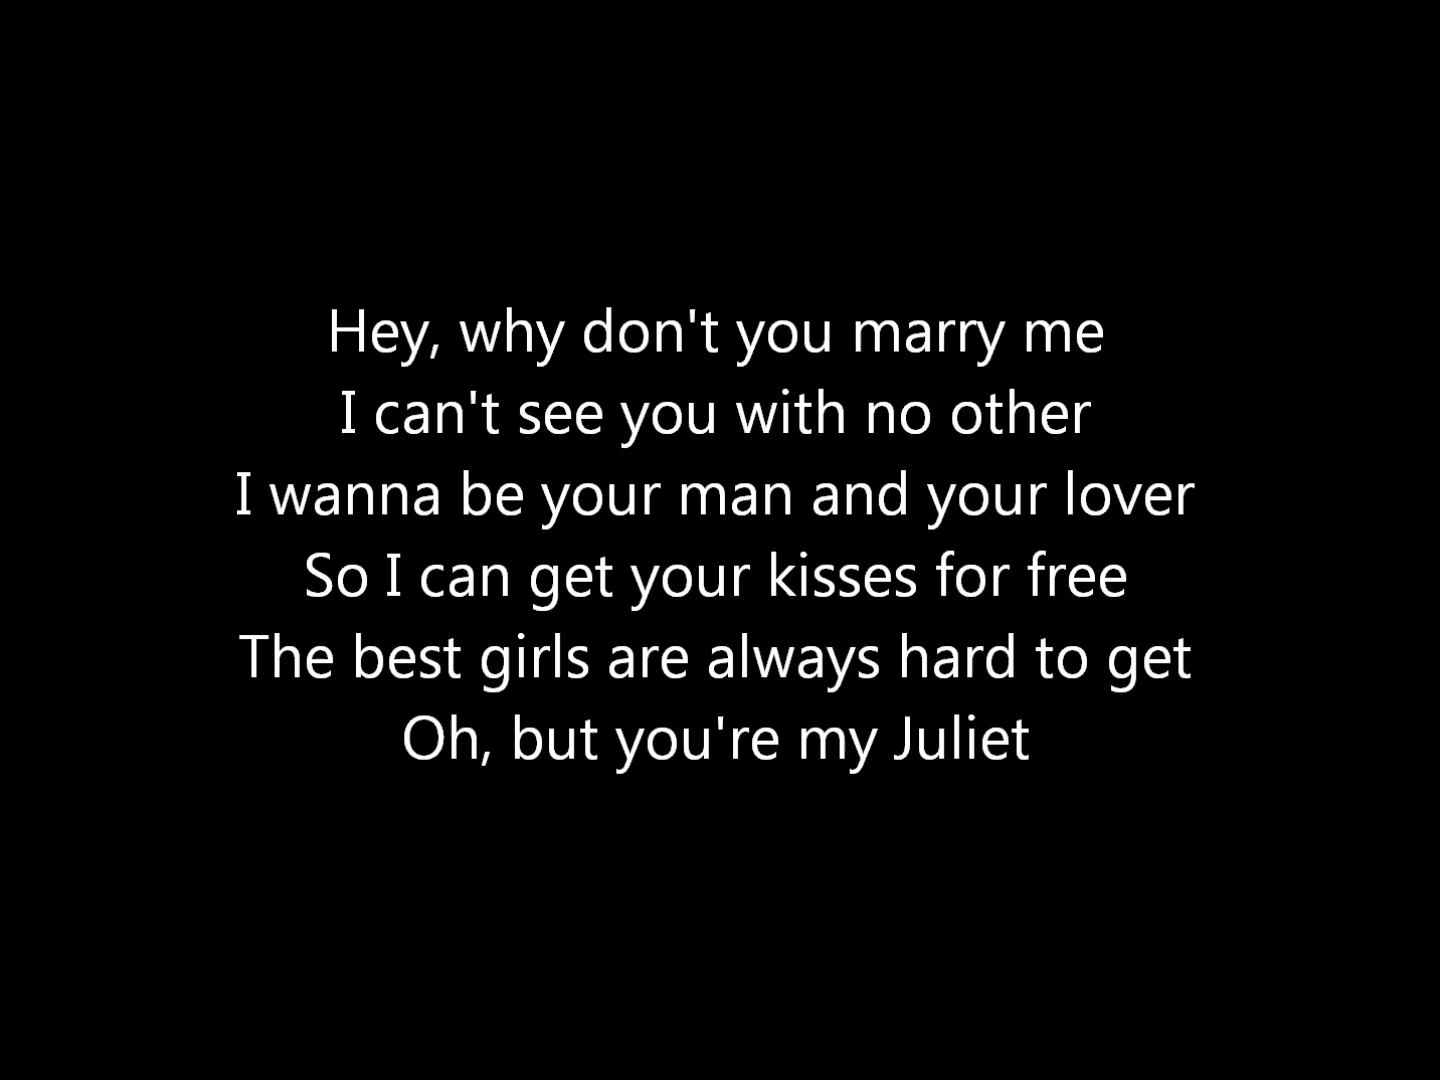 Hey, why don't you marry me
I can't see you with no other
I wanna be your man and your lover
So I can get your kisses for free
The best girls are always hard to get
Oh, but you're my Juliet